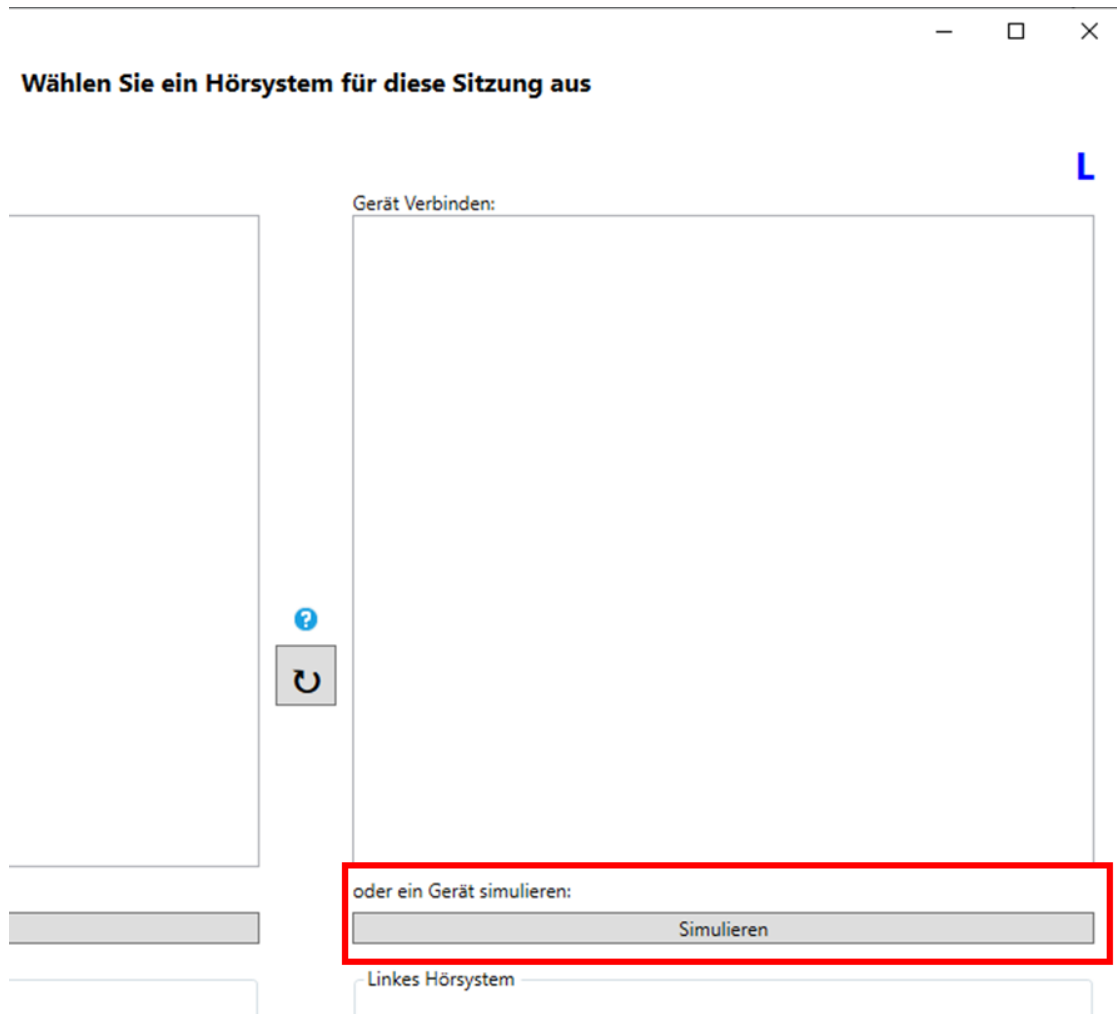 Wählen Sie ein Hörsystem für diese Sitzung aus
L
Gerät Verbinden:
?
oder ein Gerät simulieren:
Simulieren
Linkes Hörsystem